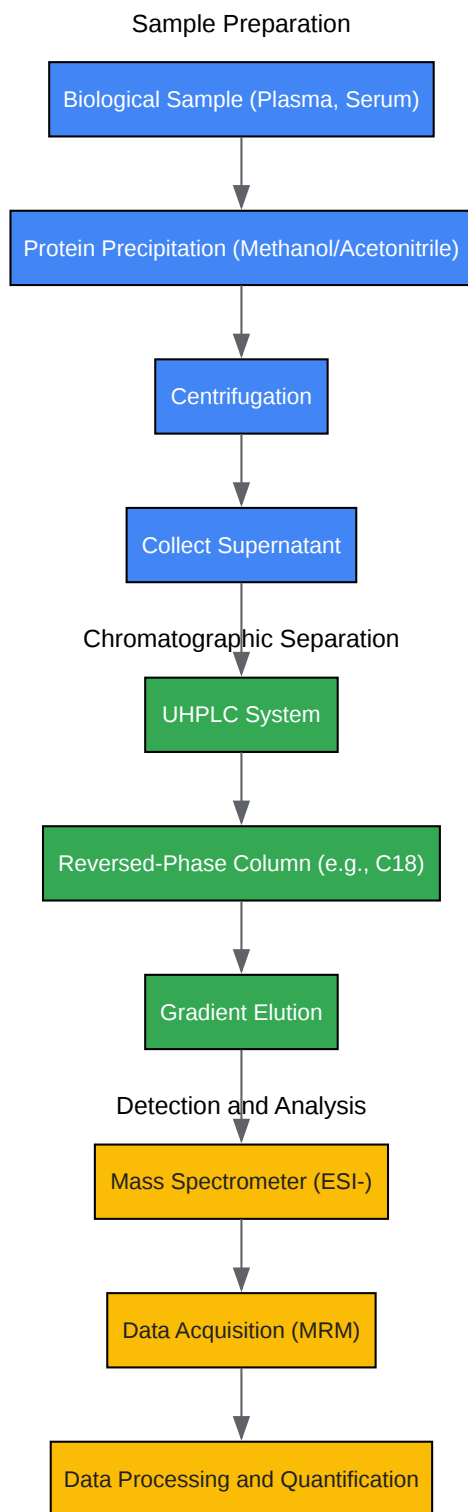 Sample Preparation
Biological Sample (Plasma, Serum)
Protein Precipitation (Methanol/Acetonitrile)
Centrifugation
Collect Supernatant
Chromatographic Separation
UHPLC System
Reversed-Phase Column (e.g., C18)
Gradient Elution
Detection and Analysis
Mass Spectrometer (ESI-)
Data Acquisition (MRM)
Data Processing and Quantification